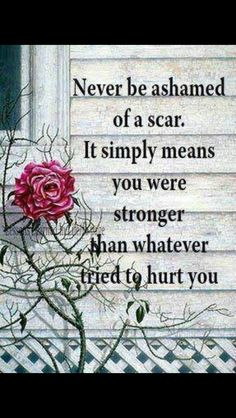 Never be ashamed
of a scar.
It simply means
you were
stronger
than whatever
tried to hurt you